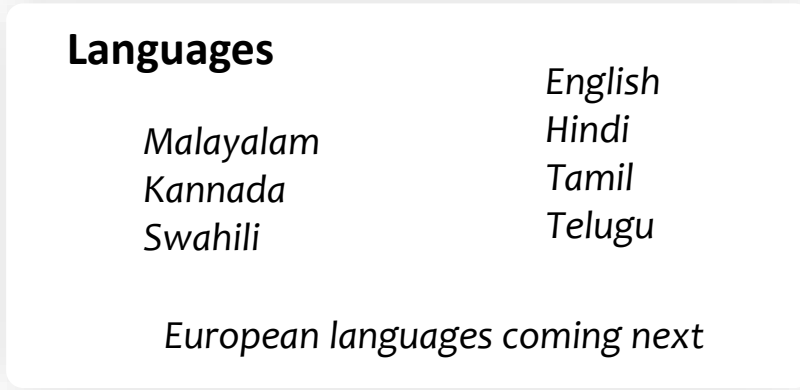 Languages
Malayalam
Kannada
Swahili
English
Hindi
Tamil
Telugu
European languages coming next